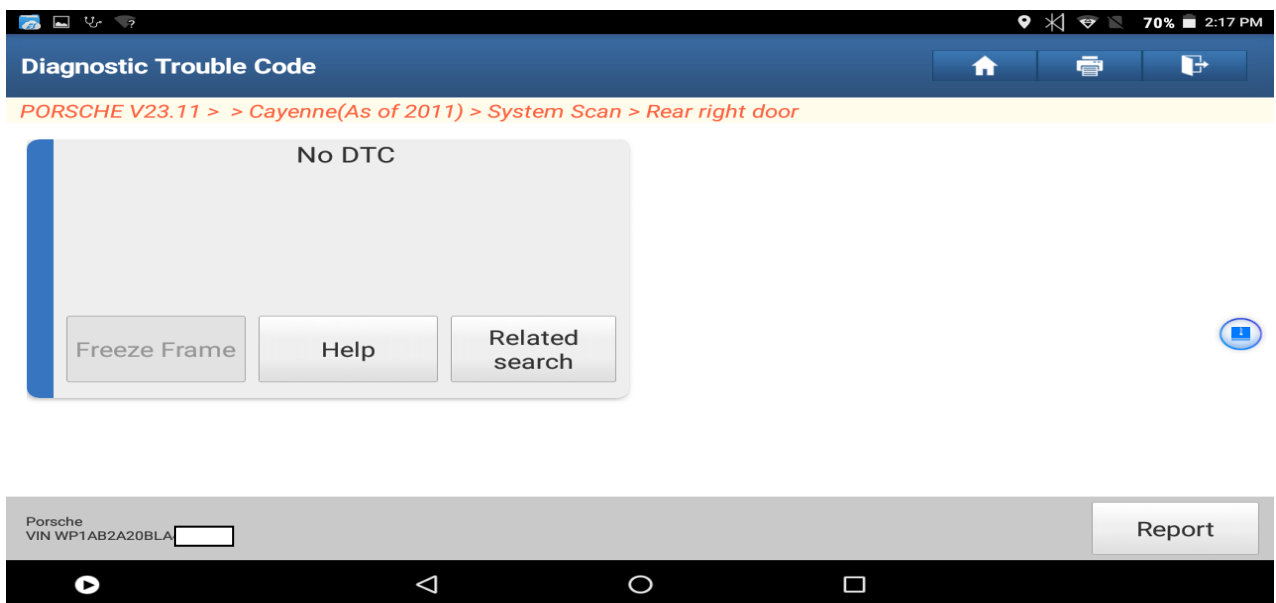 70% 2:17 PM
Diagnostic Trouble Code
PORSCHE V23.11 > > Cayenne(As of 2011) > System Scan > Rear right door
No DTC
Freeze Frame
Help
Related
search
Porsche
VIN WP1AB2A20BLA
Report